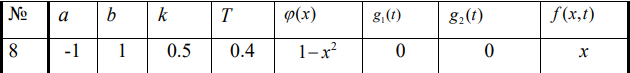 № a b k T φ(x) g₁(t) g₂(t) f(x,t)
8 -1 1 0.5 0.4 1−x² 0 0 x